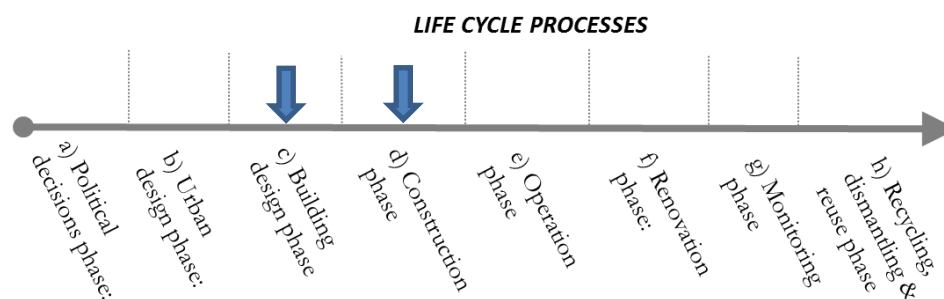 LIFE CYCLE PROCESSES
a) Political
decisions phase:
b) Urban
design phase:
c) Building
design phase
d) Construction
phase
e) Operation
phase
f) Renovation
phase:
g) Monitoring
phase
h) Recycling,
dismantling &
reuse phase